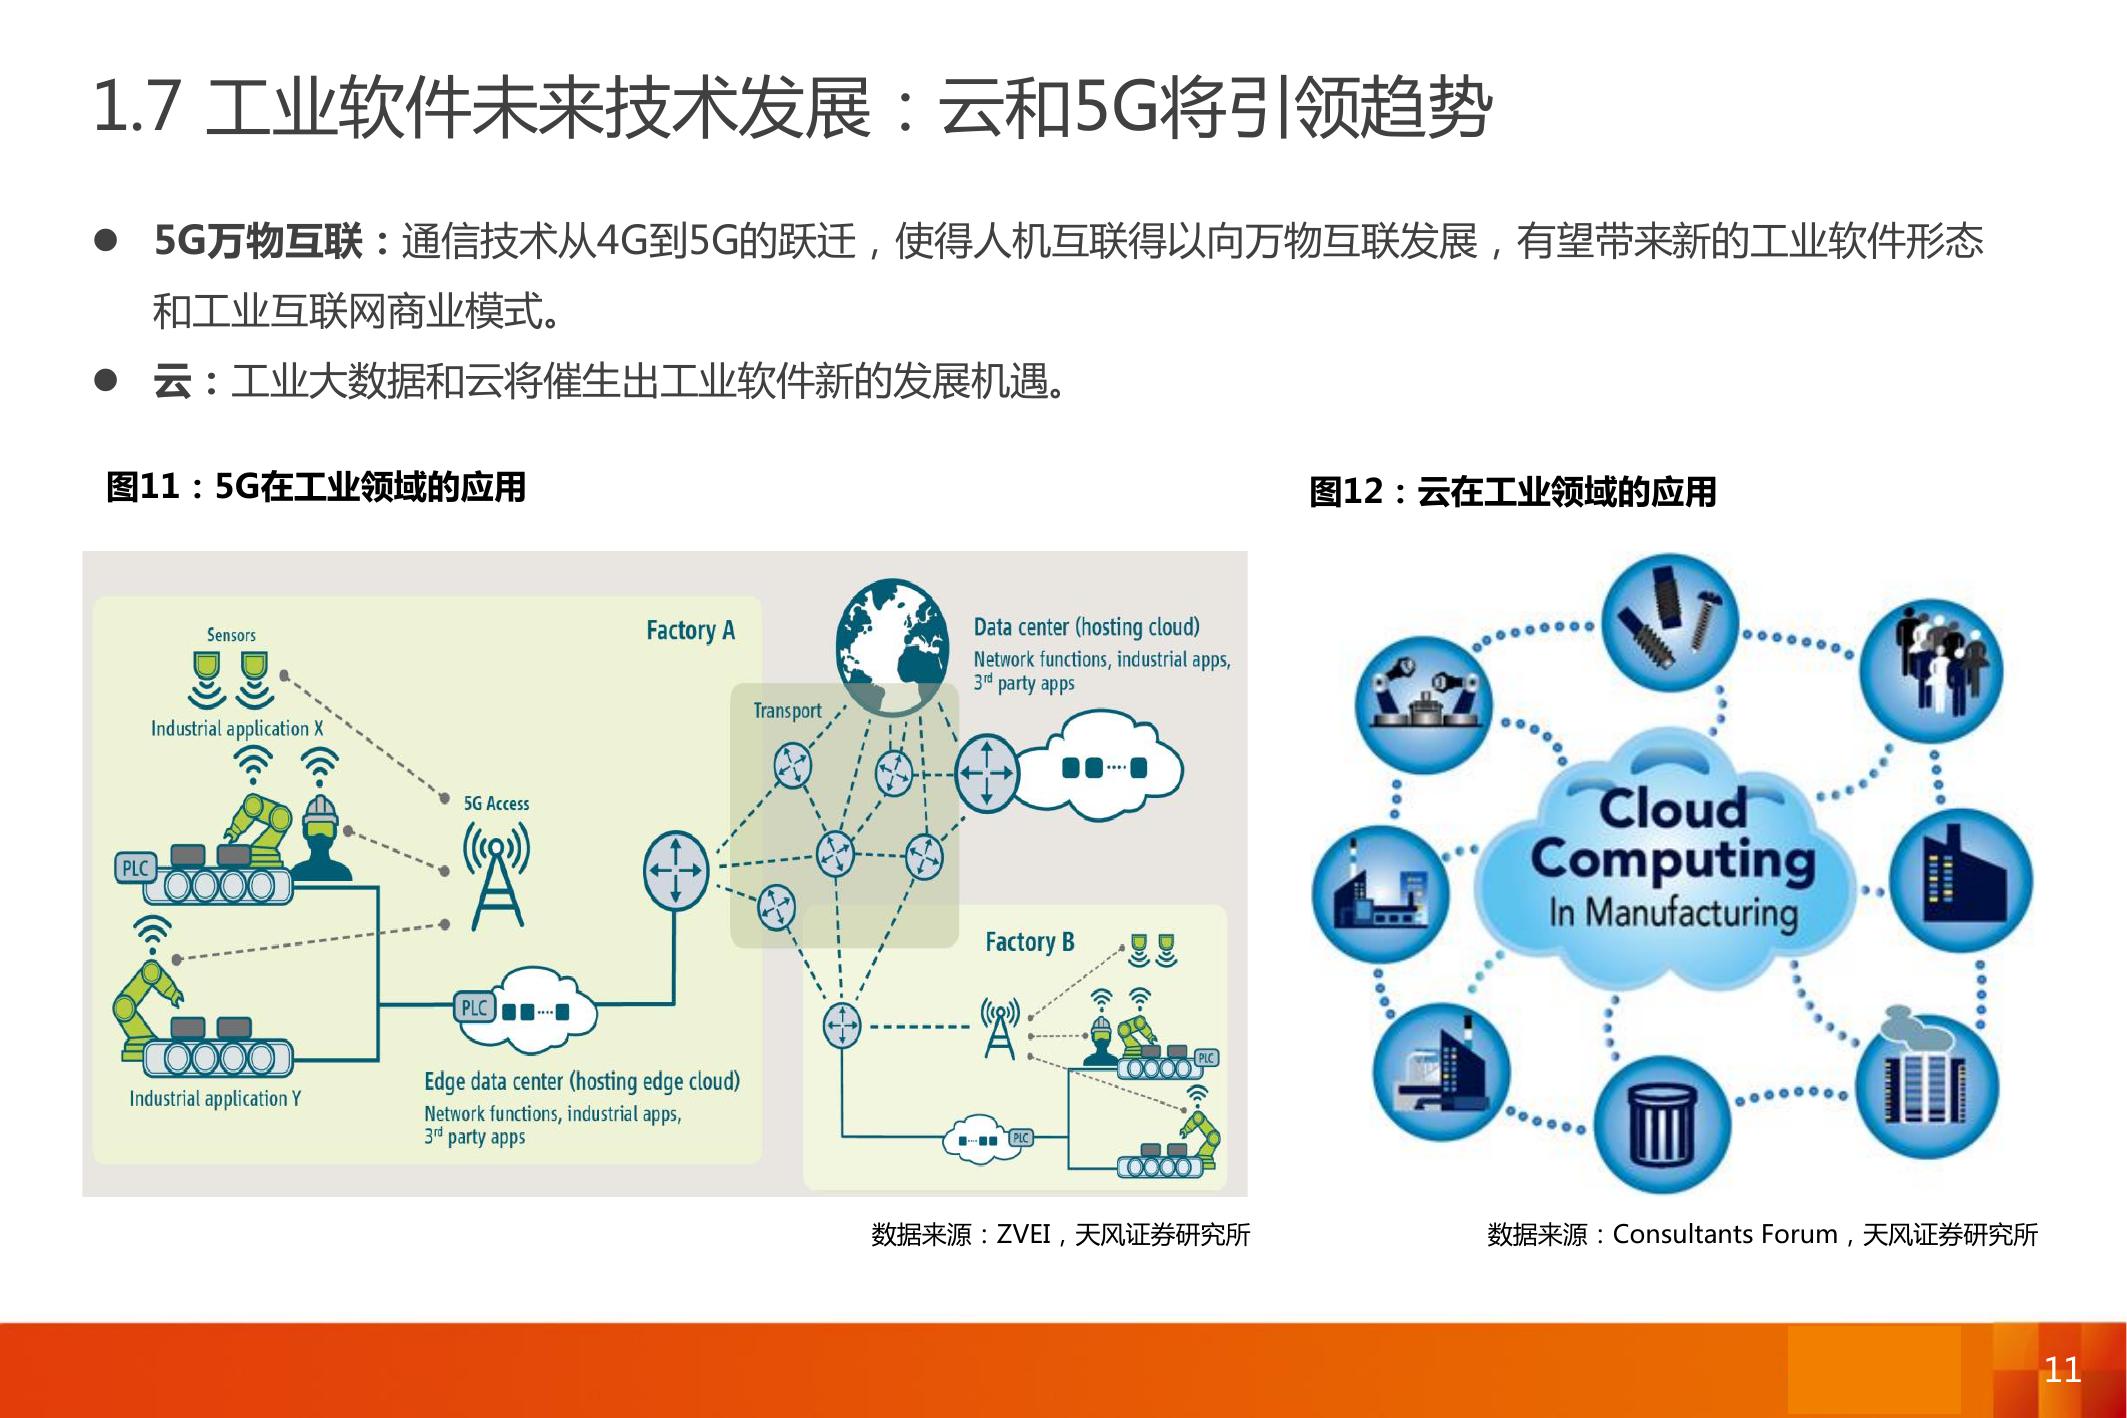 1.7 工业软件未来技术发展：云和5G将引领趋势
● 5G万物互联：通信技术从4G到5G的跃迁，使得人机互联得以向万物互联发展，有望带来新的工业软件形态
和工业互联网商业模式。
● 云：工业大数据和云将催生出工业软件新的发展机遇。
图11：5G在工业领域的应用
Factory A
Sensors
Industrial application X
5G Access
PLC
PLC
Industrial application Y
Edge data center (hosting edge cloud)
Network functions, industrial apps,
3rd party apps
Transport
Data center (hosting cloud)
Network functions, industrial apps,
3rd party apps
Factory B
PLC
PLC
数据来源：ZVEI，天风证券研究所
图12：云在工业领域的应用
Cloud
Computing
In Manufacturing
数据来源：Consultants Forum，天风证券研究所
11